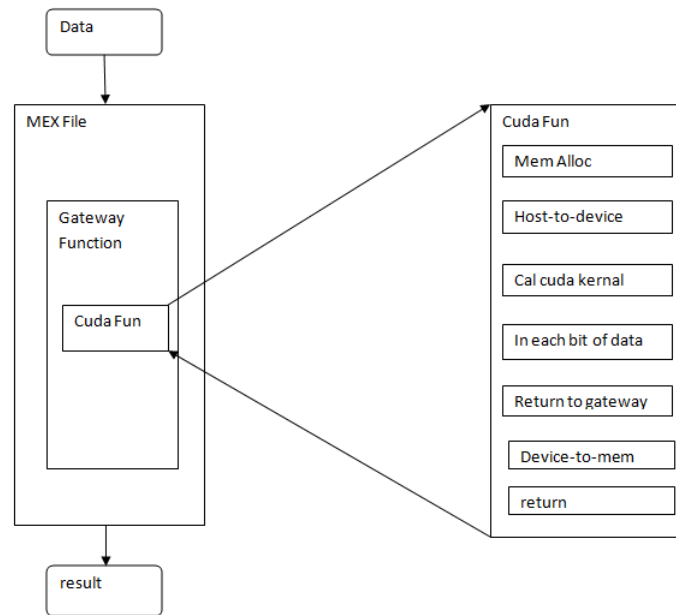 Data
MEX File
Gateway
Function
Cuda Fun
result
Cuda Fun
Mem Alloc
Host-to-device
Cal cuda kernal
In each bit of data
Return to gateway
Device-to-mem
return